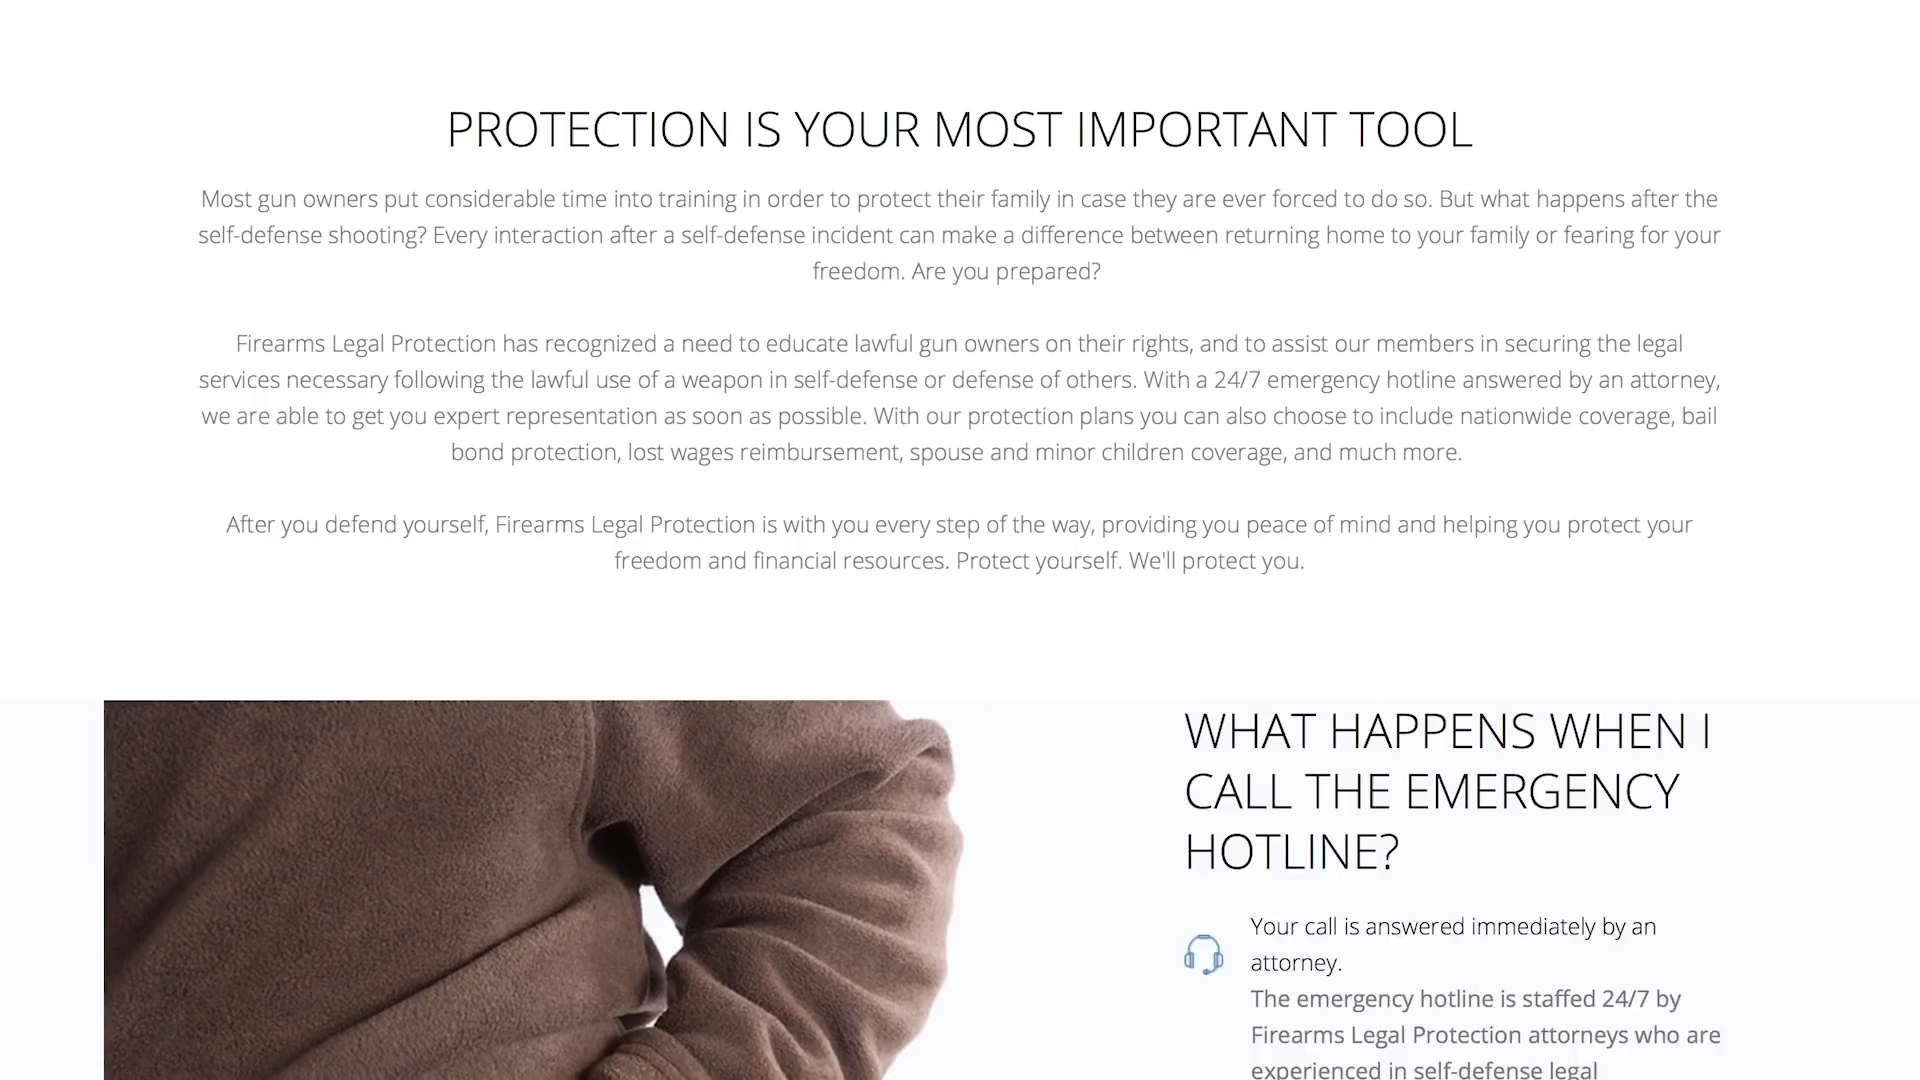 PROTECTION IS YOUR MOST IMPORTANT TOOL
Most gun owners put considerable time into training in order to protect their family in case they are ever forced to do so. But what happens after the
self-defense shooting? Every interaction after a self-defense incident can make a difference between returning home to your family or fearing for your
freedom. Are you prepared?
Firearms Legal Protection has recognized a need to educate lawful gun owners on their rights, and to assist our members in securing the legal
services necessary following the lawful use of a weapon in self-defense or defense of others. With a 24/7 emergency hotline answered by an attorney,
we are able to get you expert representation as soon as possible. With our protection plans you can also choose to include nationwide coverage, bail
bond protection, lost wages reimbursement, spouse and minor children coverage, and much more.
After you defend yourself, Firearms Legal Protection is with you every step of the way, providing you peace of mind and helping you protect your
freedom and financial resources. Protect yourself. We'll protect you.
WHAT HAPPENS WHEN I
CALL THE EMERGENCY
HOTLINE?
Your call is answered immediately by an
attorney.
The emergency hotline is staffed 24/7 by
Firearms Legal Protection attorneys who are
experienced in self-defense legal